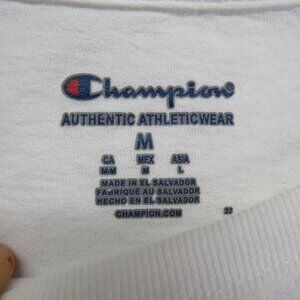 Champion
AUTHENTIC ATHLETICWEAR
M
CA MEX ASIA
M/M M L
MADE IN EL SALVADOR
FABRIQUÉ AU SALVADOR
HECHO EN EL SALVADOR
CHAMPION.COM 22